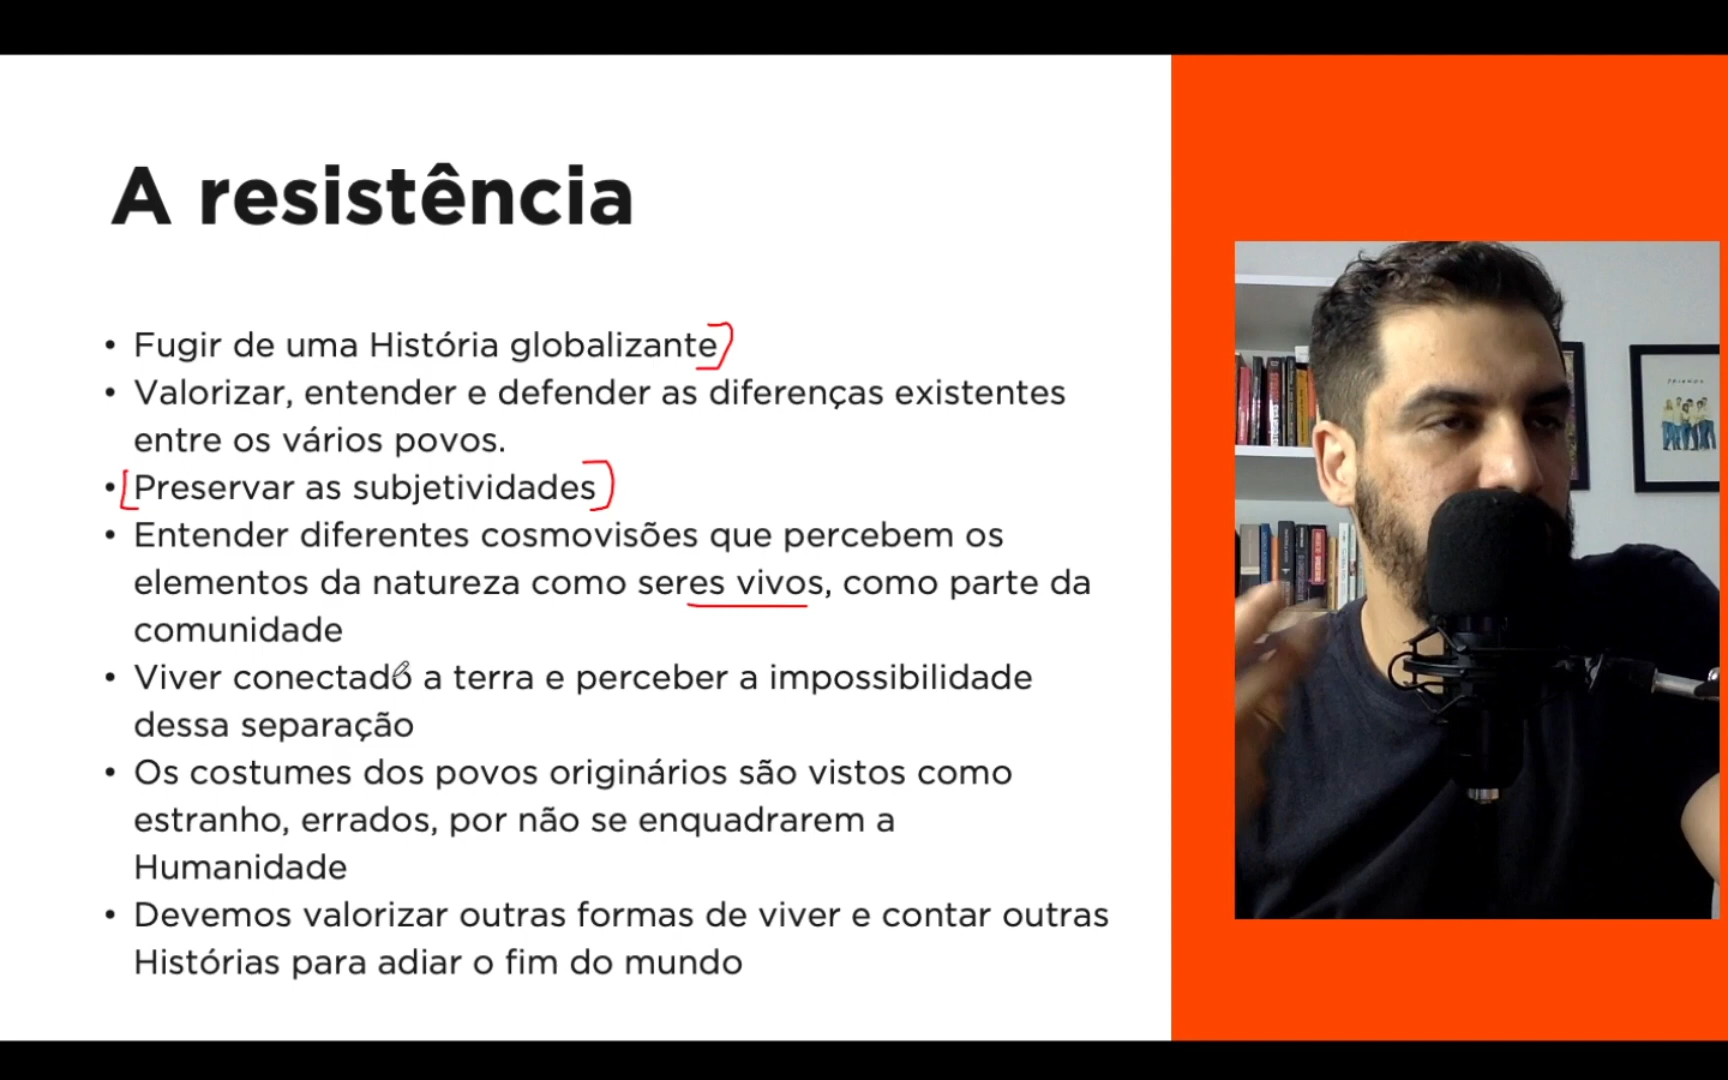 A resistência
• Fugir de uma História globalizante
• Valorizar, entender e defender as diferenças existentes
entre os vários povos.
• Preservar as subjetividades
• Entender diferentes cosmovisões que percebem os
elementos da natureza como seres vivos, como parte da
comunidade
• Viver conectado a terra e perceber a impossibilidade
dessa separação
• Os costumes dos povos originários são vistos como
estranho, errados, por não se enquadrarem a
Humanidade
• Devemos valorizar outras formas de viver e contar outras
Histórias para adiar o fim do mundo
FRIENDS